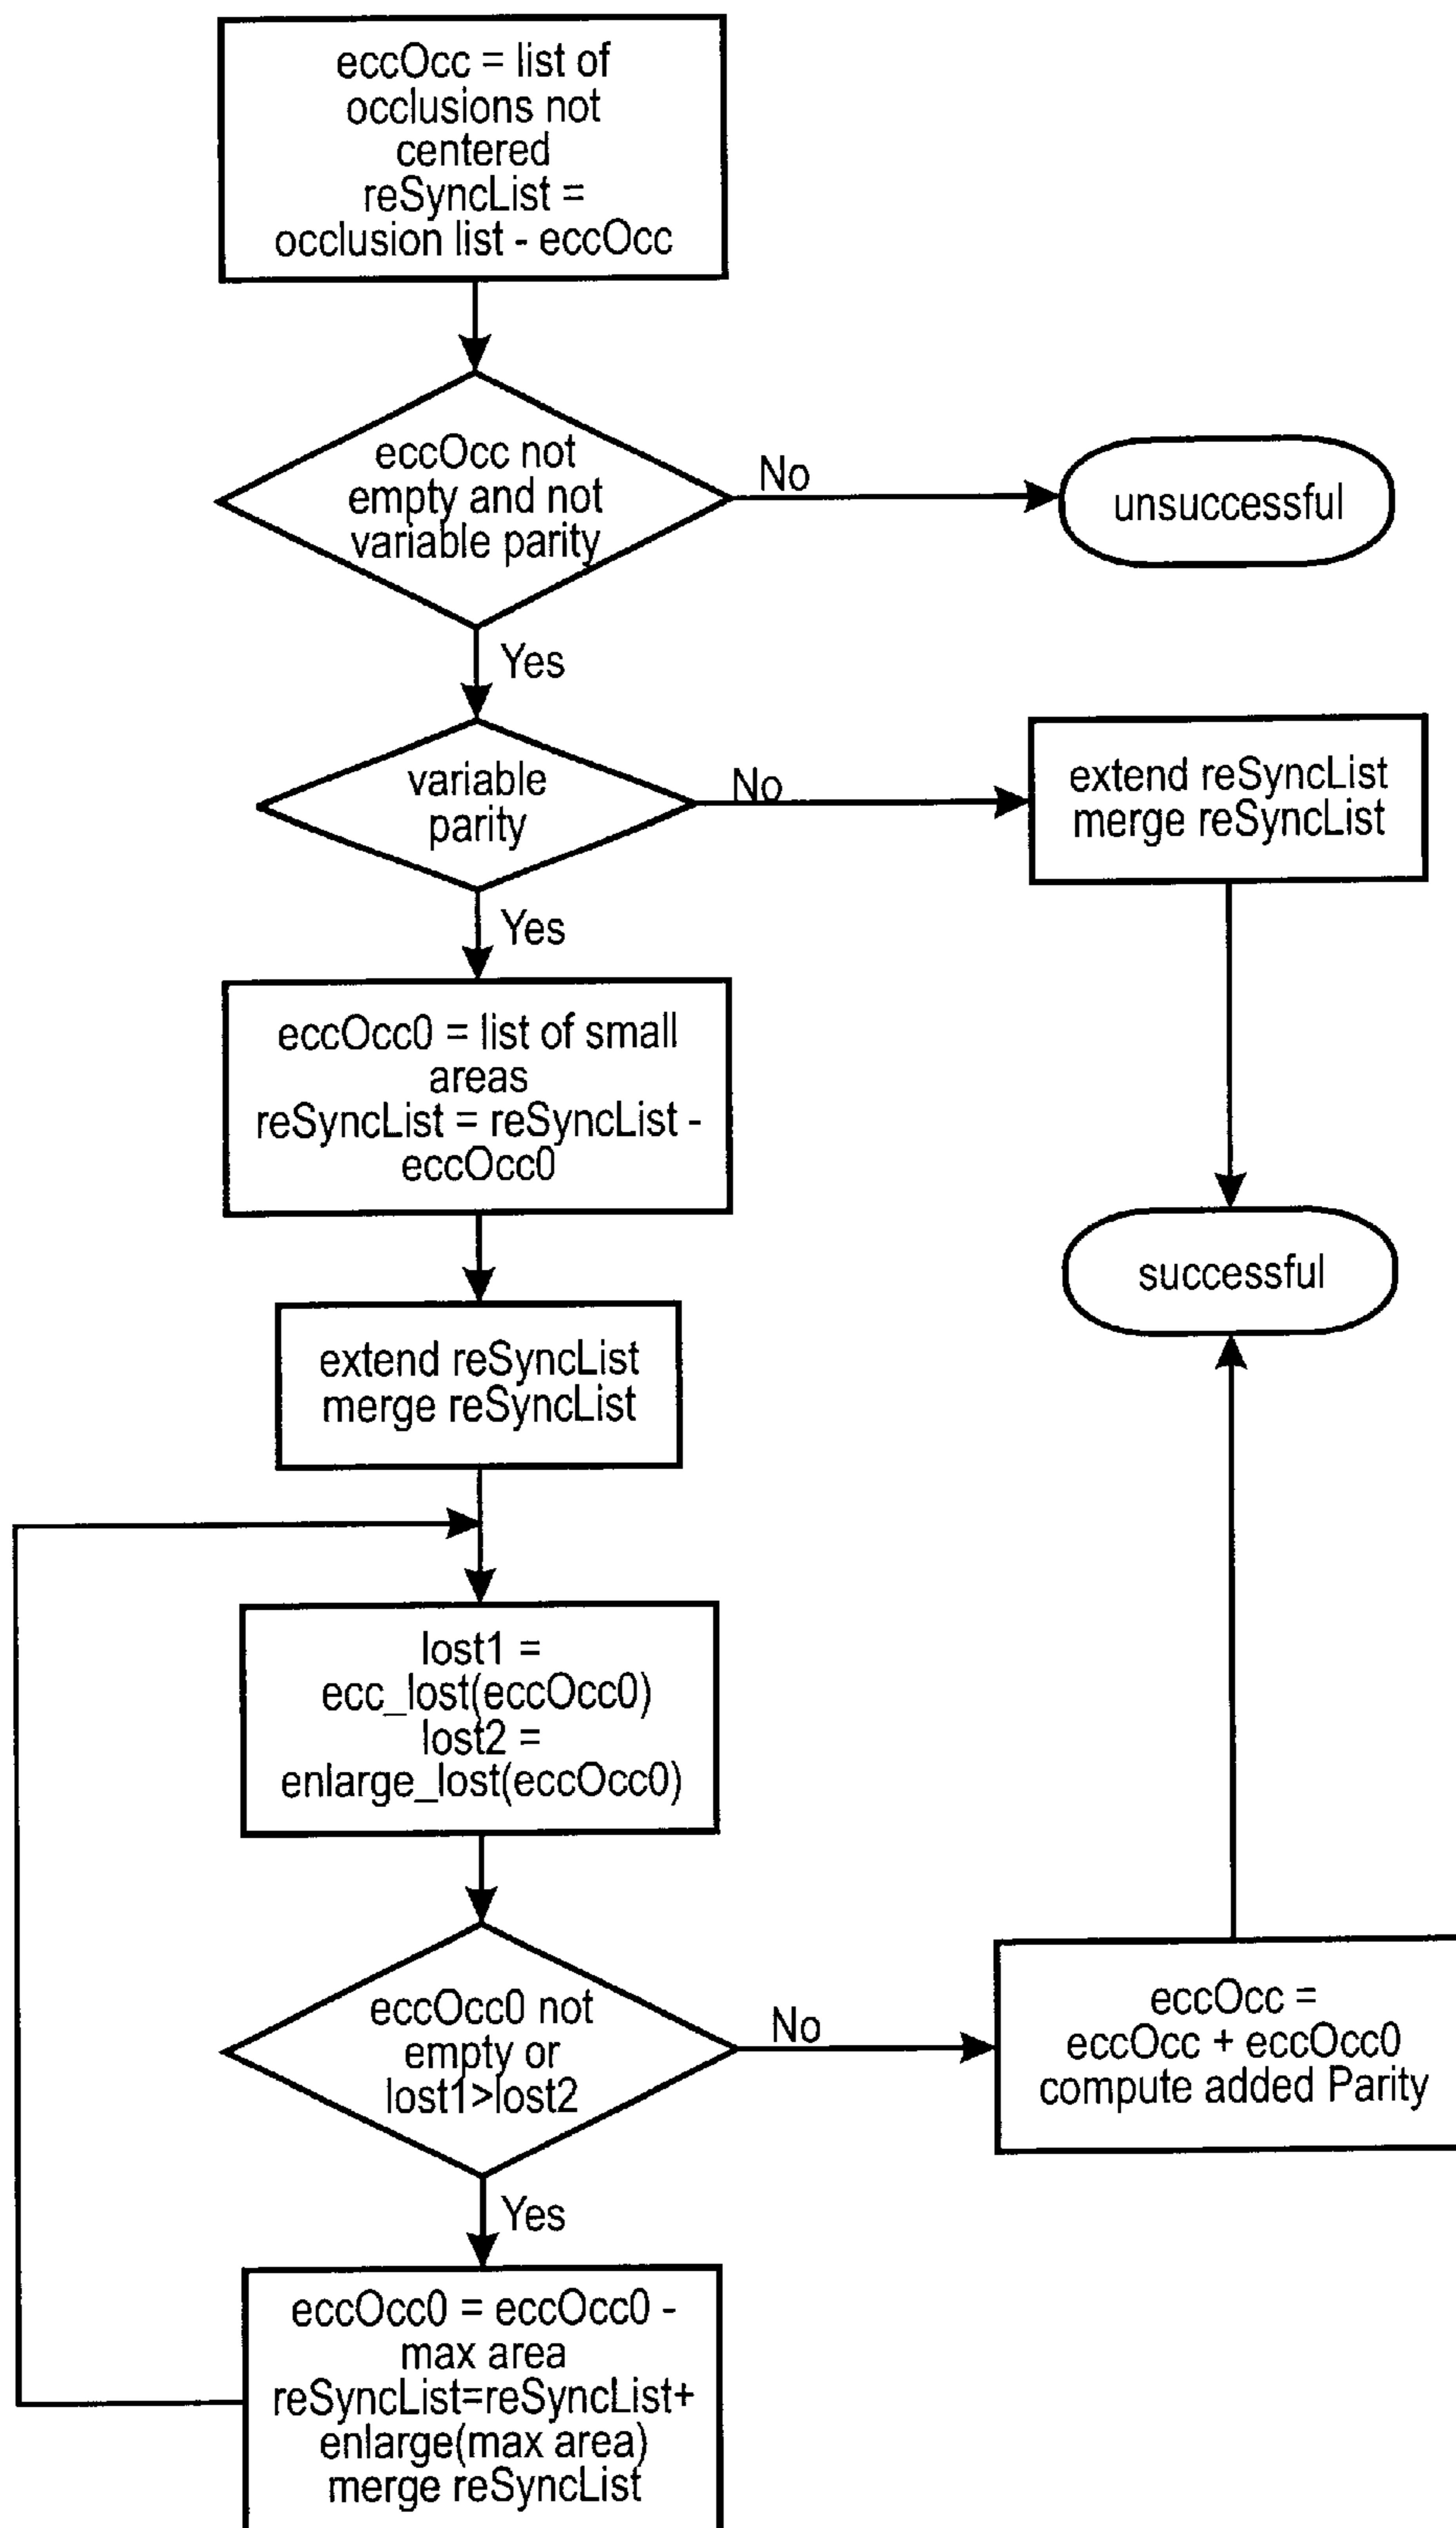 eccOcc = list of
occlusions not
centered
reSyncList =
occlusion list - eccOcc
eccOcc not
empty and not
variable parity
No
unsuccessful
Yes
variable
parity
No
extend reSyncList
merge reSyncList
Yes
eccOcc0 = list of small
areas
reSyncList = reSyncList -
eccOcc0
successful
extend reSyncList
merge reSyncList
lost1 =
ecc_lost(eccOcc0)
lost2 =
enlarge_lost(eccOcc0)
eccOcc0 not
empty or
lost1>lost2
No
eccOcc =
eccOcc + eccOcc0
compute added Parity
Yes
eccOcc0 = eccOcc0 -
max area
reSyncList=reSyncList+
enlarge(max area)
merge reSyncList